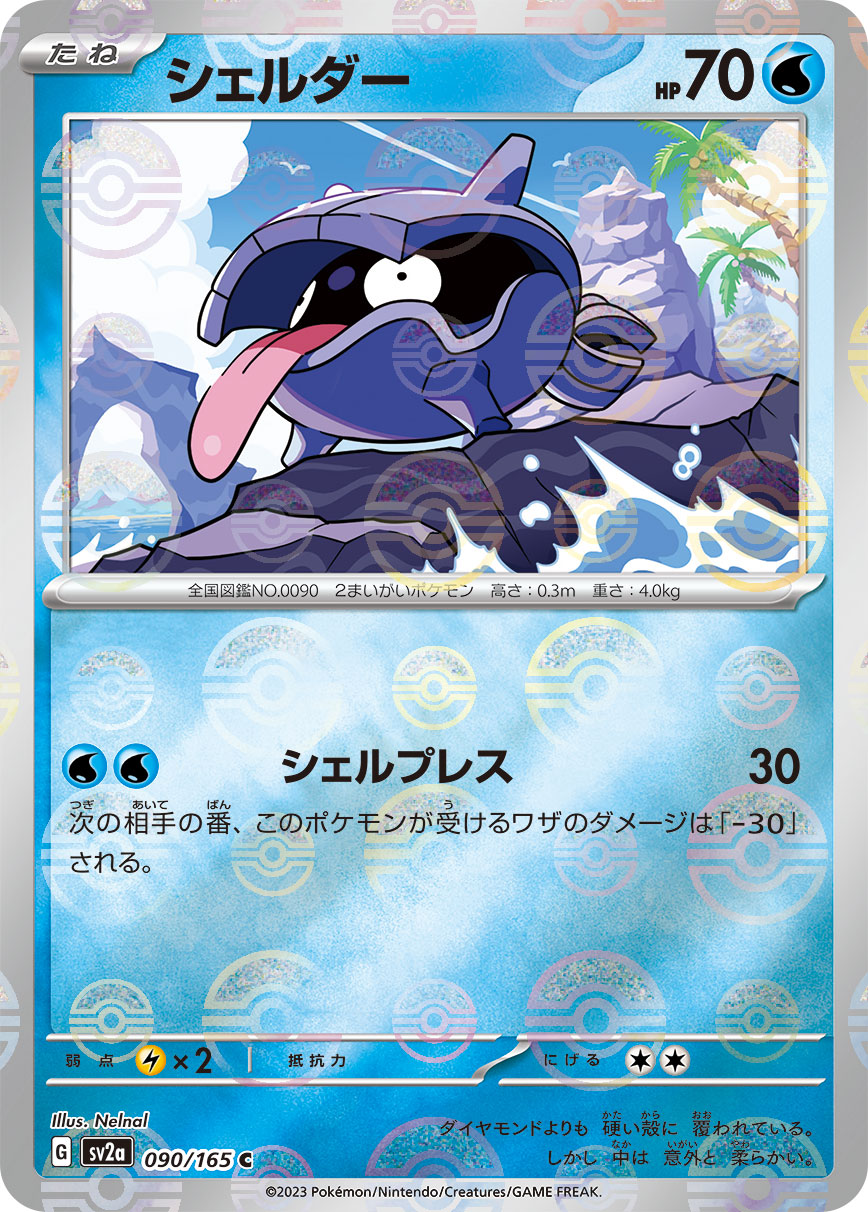 たね
シェルダー
HP70
全国図鑑NO.0090 2まいがいポケモン 高さ:0.3m 重さ:4.0kg
シェルプレス 30
次の相手の番、このポケモンが受けるワザのダメージは「-30」
される。
弱点 ×2 抵抗力 にげる
Illus. Nelnal
ダイヤモンドよりも 硬い殻に 覆われている。
しかし 中は 意外と 柔らかい。
G sv2a 090/165 C
©2023 Pokémon/Nintendo/Creatures/GAME FREAK.